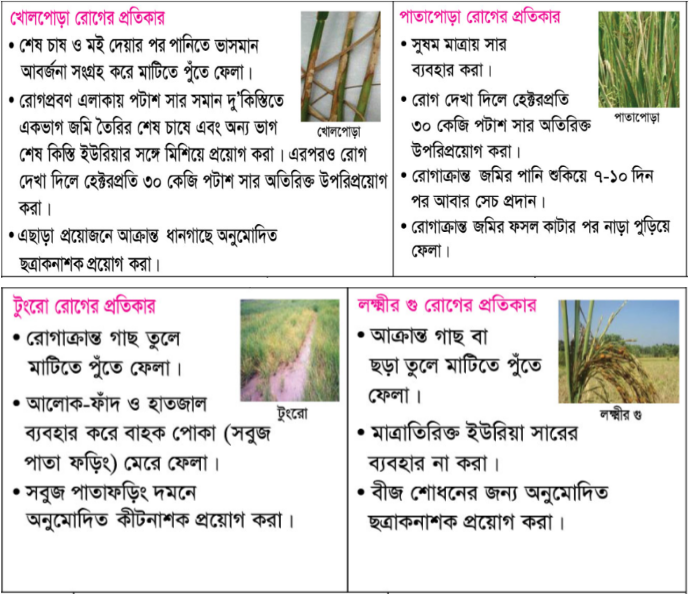 খোলপোড়া রোগের প্রতিকার
• শেষ চাষ ও মই দেয়ার পর পানিতে ভাসমান
আবর্জনা সংগ্রহ করে মাটিতে পুঁতে ফেলা।
• রোগপ্রবণ এলাকায় পটাশ সার সমান দু'কিস্তিতে
একভাগ জমি তৈরির শেষ চাষে এবং অন্য ভাগ
শেষ কিস্তি ইউরিয়ার সঙ্গে মিশিয়ে প্রয়োগ করা। এরপরও রোগ
দেখা দিলে হেক্টরপ্রতি ৩০ কেজি পটাশ সার অতিরিক্ত উপরিপ্রয়োগ
করা।
• এছাড়া প্রয়োজনে আক্রান্ত ধানগাছে অনুমোদিত
ছত্রাকনাশক প্রয়োগ করা।
খোলপোড়া
পাতাপোড়া রোগের প্রতিকার
• সুষম মাত্রায় সার
ব্যবহার করা।
• রোগ দেখা দিলে হেক্টরপ্রতি
৩০ কেজি পটাশ সার অতিরিক্ত
উপরিপ্রয়োগ করা।
• রোগাক্রান্ত জমির পানি শুকিয়ে ৭-১০ দিন
পর আবার সেচ প্রদান।
• রোগাক্রান্ত জমির ফসল কাটার পর নাড়া পুড়িয়ে
ফেলা।
পাতাপোড়া
টুংরো রোগের প্রতিকার
• রোগাক্রান্ত গাছ তুলে
মাটিতে পুঁতে ফেলা।
• আলোক-ফাঁদ ও হাতজাল
ব্যবহার করে বাহক পোকা (সবুজ
পাতা ফড়িং) মেরে ফেলা।
• সবুজ পাতাফড়িং দমনে
অনুমোদিত কীটনাশক প্রয়োগ করা।
টুংরো
লক্ষ্মীর গু রোগের প্রতিকার
• আক্রান্ত গাছ বা
ছড়া তুলে মাটিতে পুঁতে
ফেলা।
• মাত্রাতিরিক্ত ইউরিয়া সারের
ব্যবহার না করা।
• বীজ শোধনের জন্য অনুমোদিত
ছত্রাকনাশক প্রয়োগ করা।
লক্ষ্মীর গু